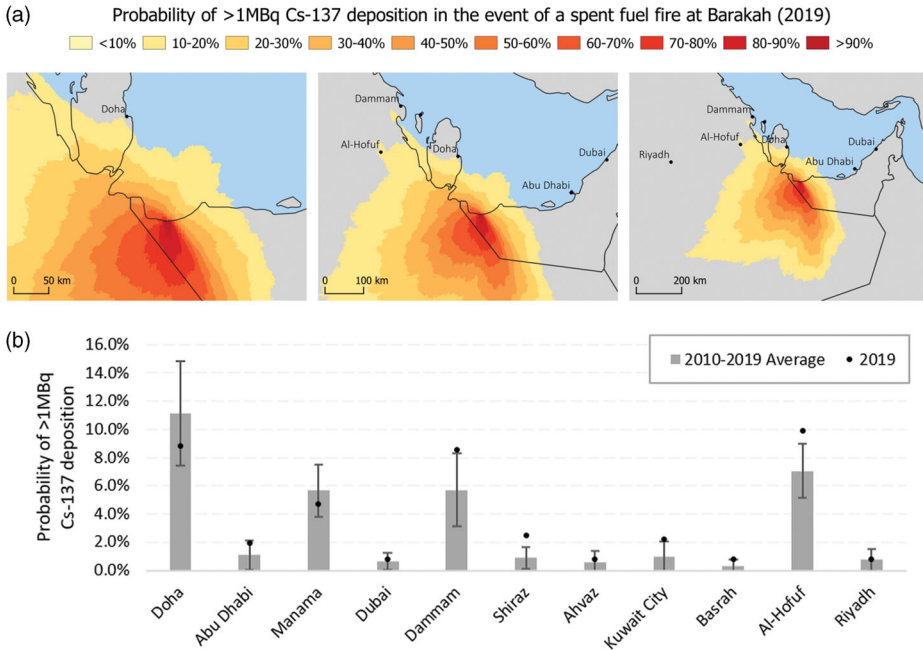 (a) Probability of >1MBq Cs-137 deposition in the event of a spent fuel fire at Barakah (2019)
<10% 10-20% 20-30% 30-40% 40-50% 50-60% 60-70% 70-80% 80-90% >90%
Doha
0 50 km
Dammam
Al-Hofuf
Doha
Dubai
Abu Dhabi
0 100 km
Dammam
Al-Hofuf
Doha
Riyadh
Dubai
Abu Dhabi
0 200 km
(b)
Probability of >1MBq
Cs-137 deposition
16.0%
14.0%
12.0%
10.0%
8.0%
6.0%
4.0%
2.0%
0.0%
2010-2019 Average 2019
Doha
Abu Dhabi
Manama
Dubai
Dammam
Shiraz
Ahvaz
Kuwait City
Basrah
Al-Hofuf
Riyadh